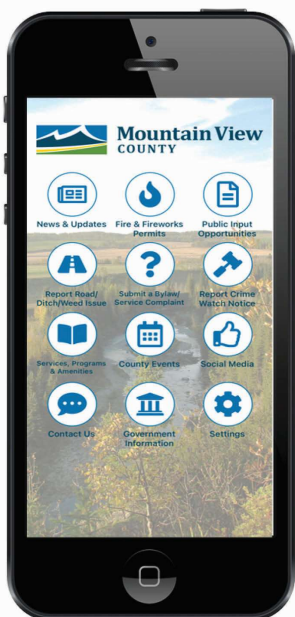 Mountain View
COUNTY
News & Updates
Fire & Fireworks
Permits
Public Input
Opportunities
Report Road/
Ditch/Weed Issue
Submit a Bylaw/
Service Complaint
Report Crime
Watch Notice
Services, Programs
& Amenities
County Events
Social Media
Contact Us
Government
Information
Settings